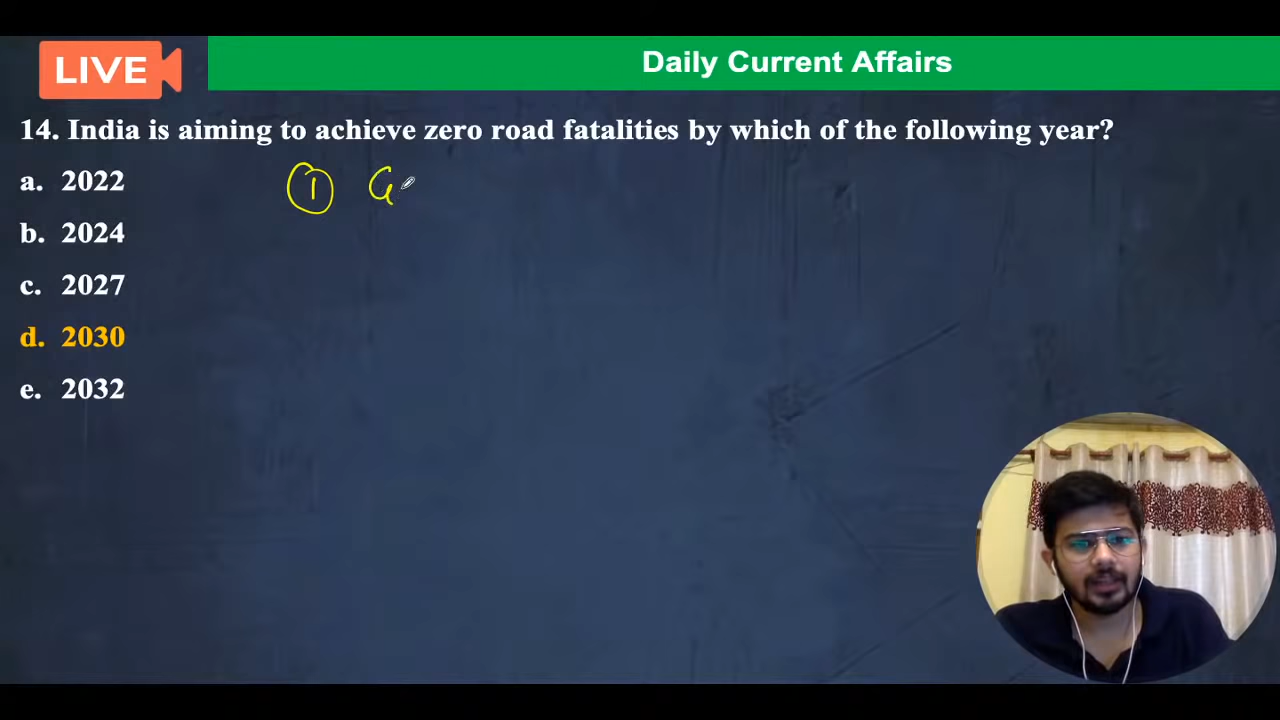 LIVE
Daily Current Affairs
14. India is aiming to achieve zero road fatalities by which of the following year?
a. 2022
① G
b. 2024
c. 2027
d. 2030
e. 2032